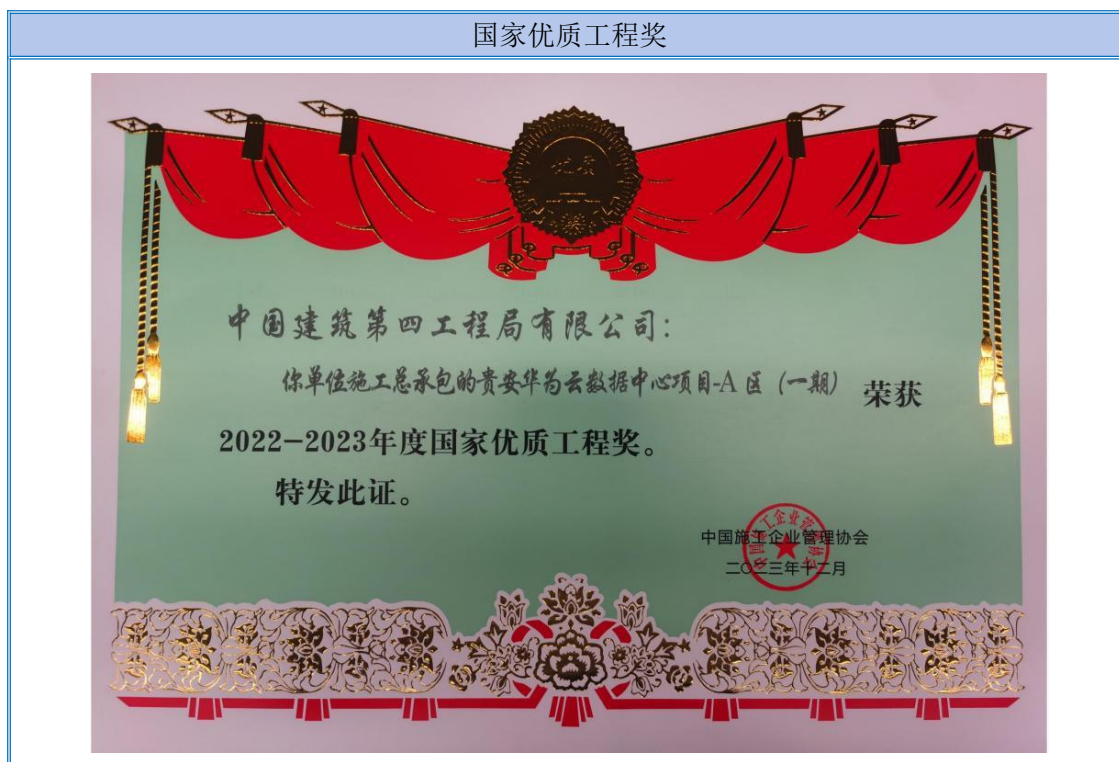 国家优质工程奖
中国建筑第四工程局有限公司：
你单位施工总承包的贵安华为云数据中心项目-A区（一期）荣获
2022-2023年度国家优质工程奖。
特发此证。
中国施工企业管理协会
二〇二三年十二月